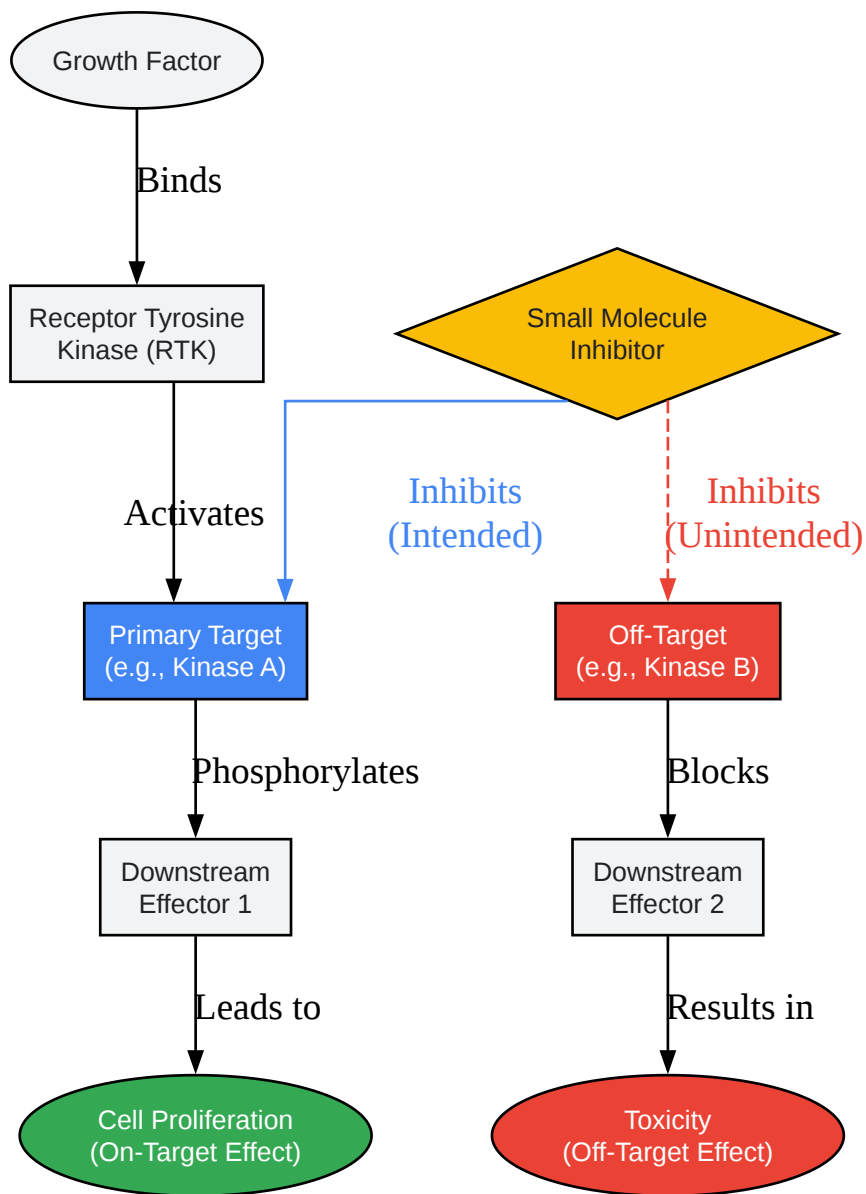 Growth Factor
Binds
Receptor Tyrosine
Kinase (RTK)
Small Molecule
Inhibitor
Activates
Inhibits
(Intended)
Inhibits
(Unintended)
Primary Target
(e.g., Kinase A)
Off-Target
(e.g., Kinase B)
Phosphorylates
Blocks
Downstream
Effector 1
Downstream
Effector 2
Leads to
Results in
Cell Proliferation
(On-Target Effect)
Toxicity
(Off-Target Effect)